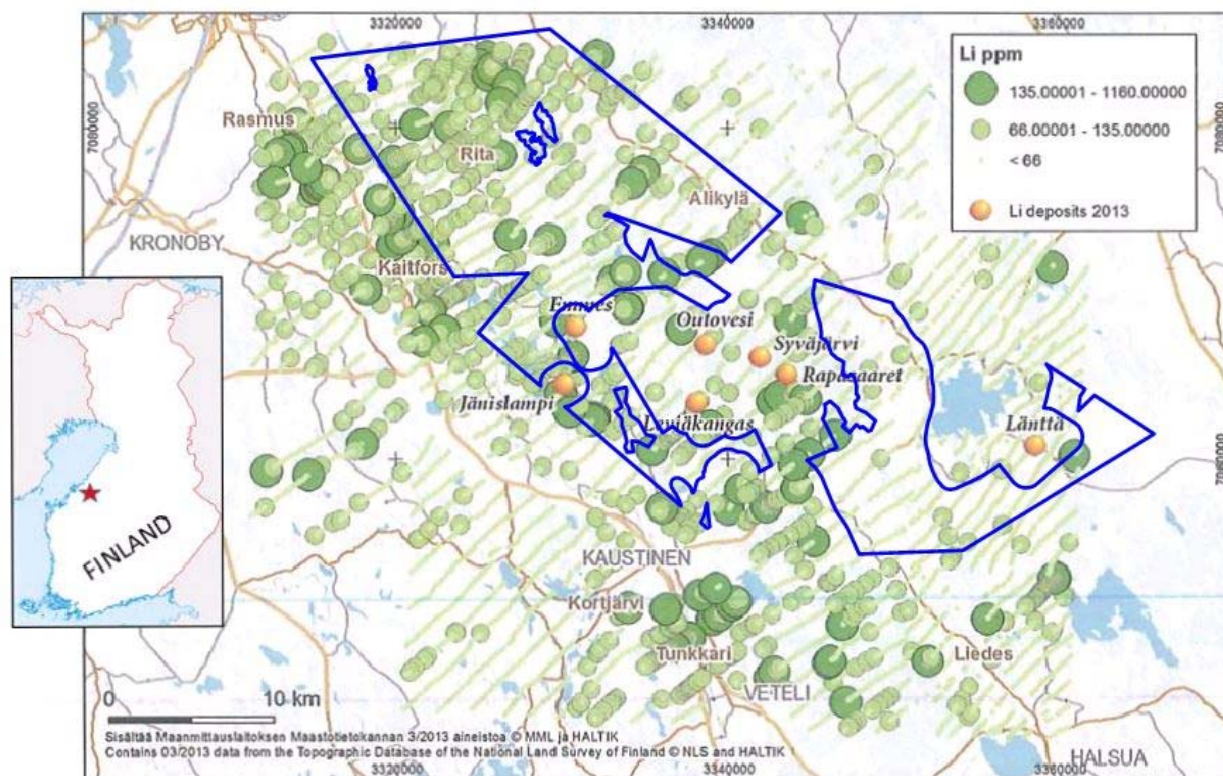 3320000
3340000
3360000
Li ppm
135.00001 - 1160.00000
66.00001 - 135.00000
< 66
Li deposits 2013
7080000
7080000
Rasmus
Rita
Alikylä
KRONOBY
Kaitfors
Emmes
Outovesi
Syväjärvi
Rapasaaret
Jänislampi
Leviäkangas
Länttä
7060000
FINLAND
KAUSTINEN
Kortjärvi
Tunkkari
Liedes
VETELI
0 10 km
Sisältää Maanmittauslaitoksen Maastotietokannan 3/2013 aineistoa © MML ja HALTIK
Contains 03/2013 data from the Topographic Database of the National Land Survey of Finland © NLS and HALTIK
HALSUA
3320000
3340000
3360000